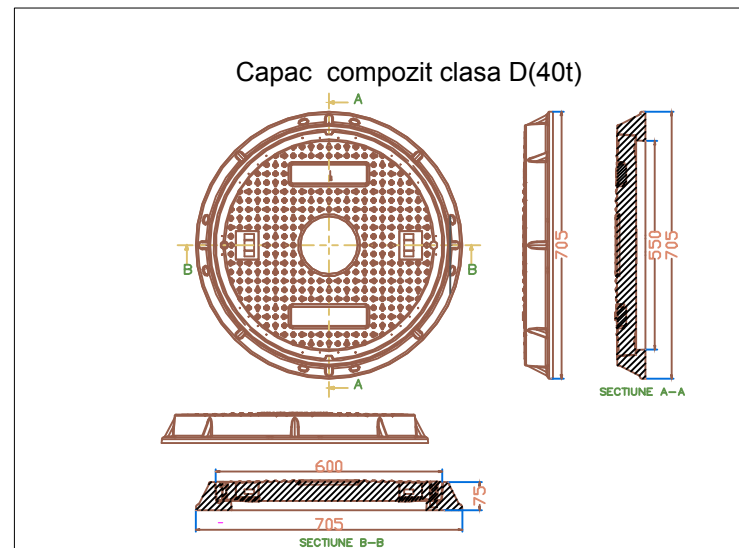 Capac compozit clasa D(40t)
A
B
B
A
705
550
705
SECTIUNE A-A
600
75
705
SECTIUNE B-B